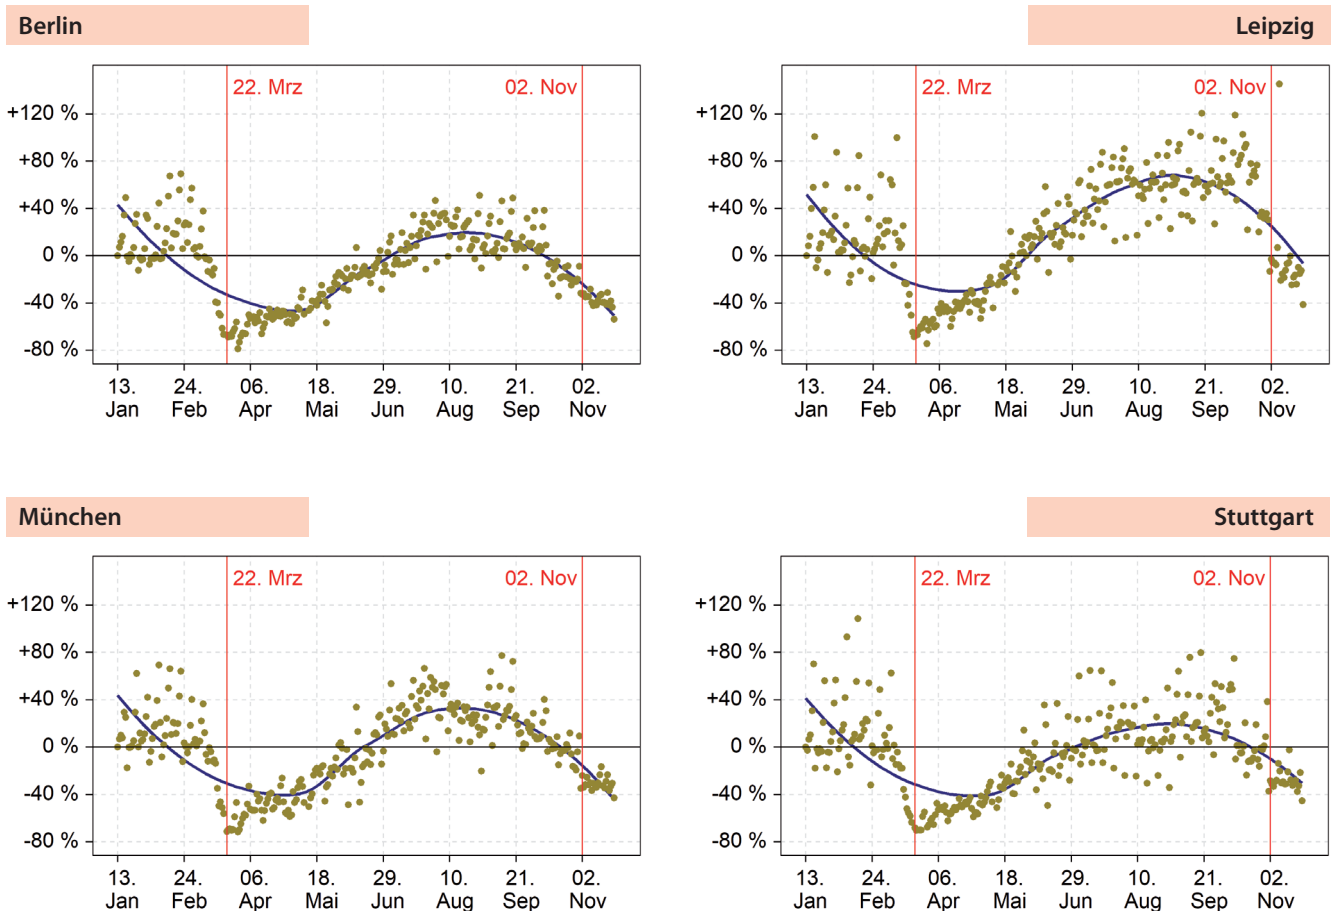 Berlin
Leipzig
22. Mrz
02. Nov
+120 %
+80 %
+40 %
0 %
-40 %
-80 %
13. Jan
24. Feb
06. Apr
18. Mai
29. Jun
10. Aug
21. Sep
02. Nov
22. Mrz
02. Nov
+120 %
+80 %
+40 %
0 %
-40 %
-80 %
13. Jan
24. Feb
06. Apr
18. Mai
29. Jun
10. Aug
21. Sep
02. Nov
München
Stuttgart
22. Mrz
02. Nov
+120 %
+80 %
+40 %
0 %
-40 %
-80 %
13. Jan
24. Feb
06. Apr
18. Mai
29. Jun
10. Aug
21. Sep
02. Nov
22. Mrz
02. Nov
+120 %
+80 %
+40 %
0 %
-40 %
-80 %
13. Jan
24. Feb
06. Apr
18. Mai
29. Jun
10. Aug
21. Sep
02. Nov